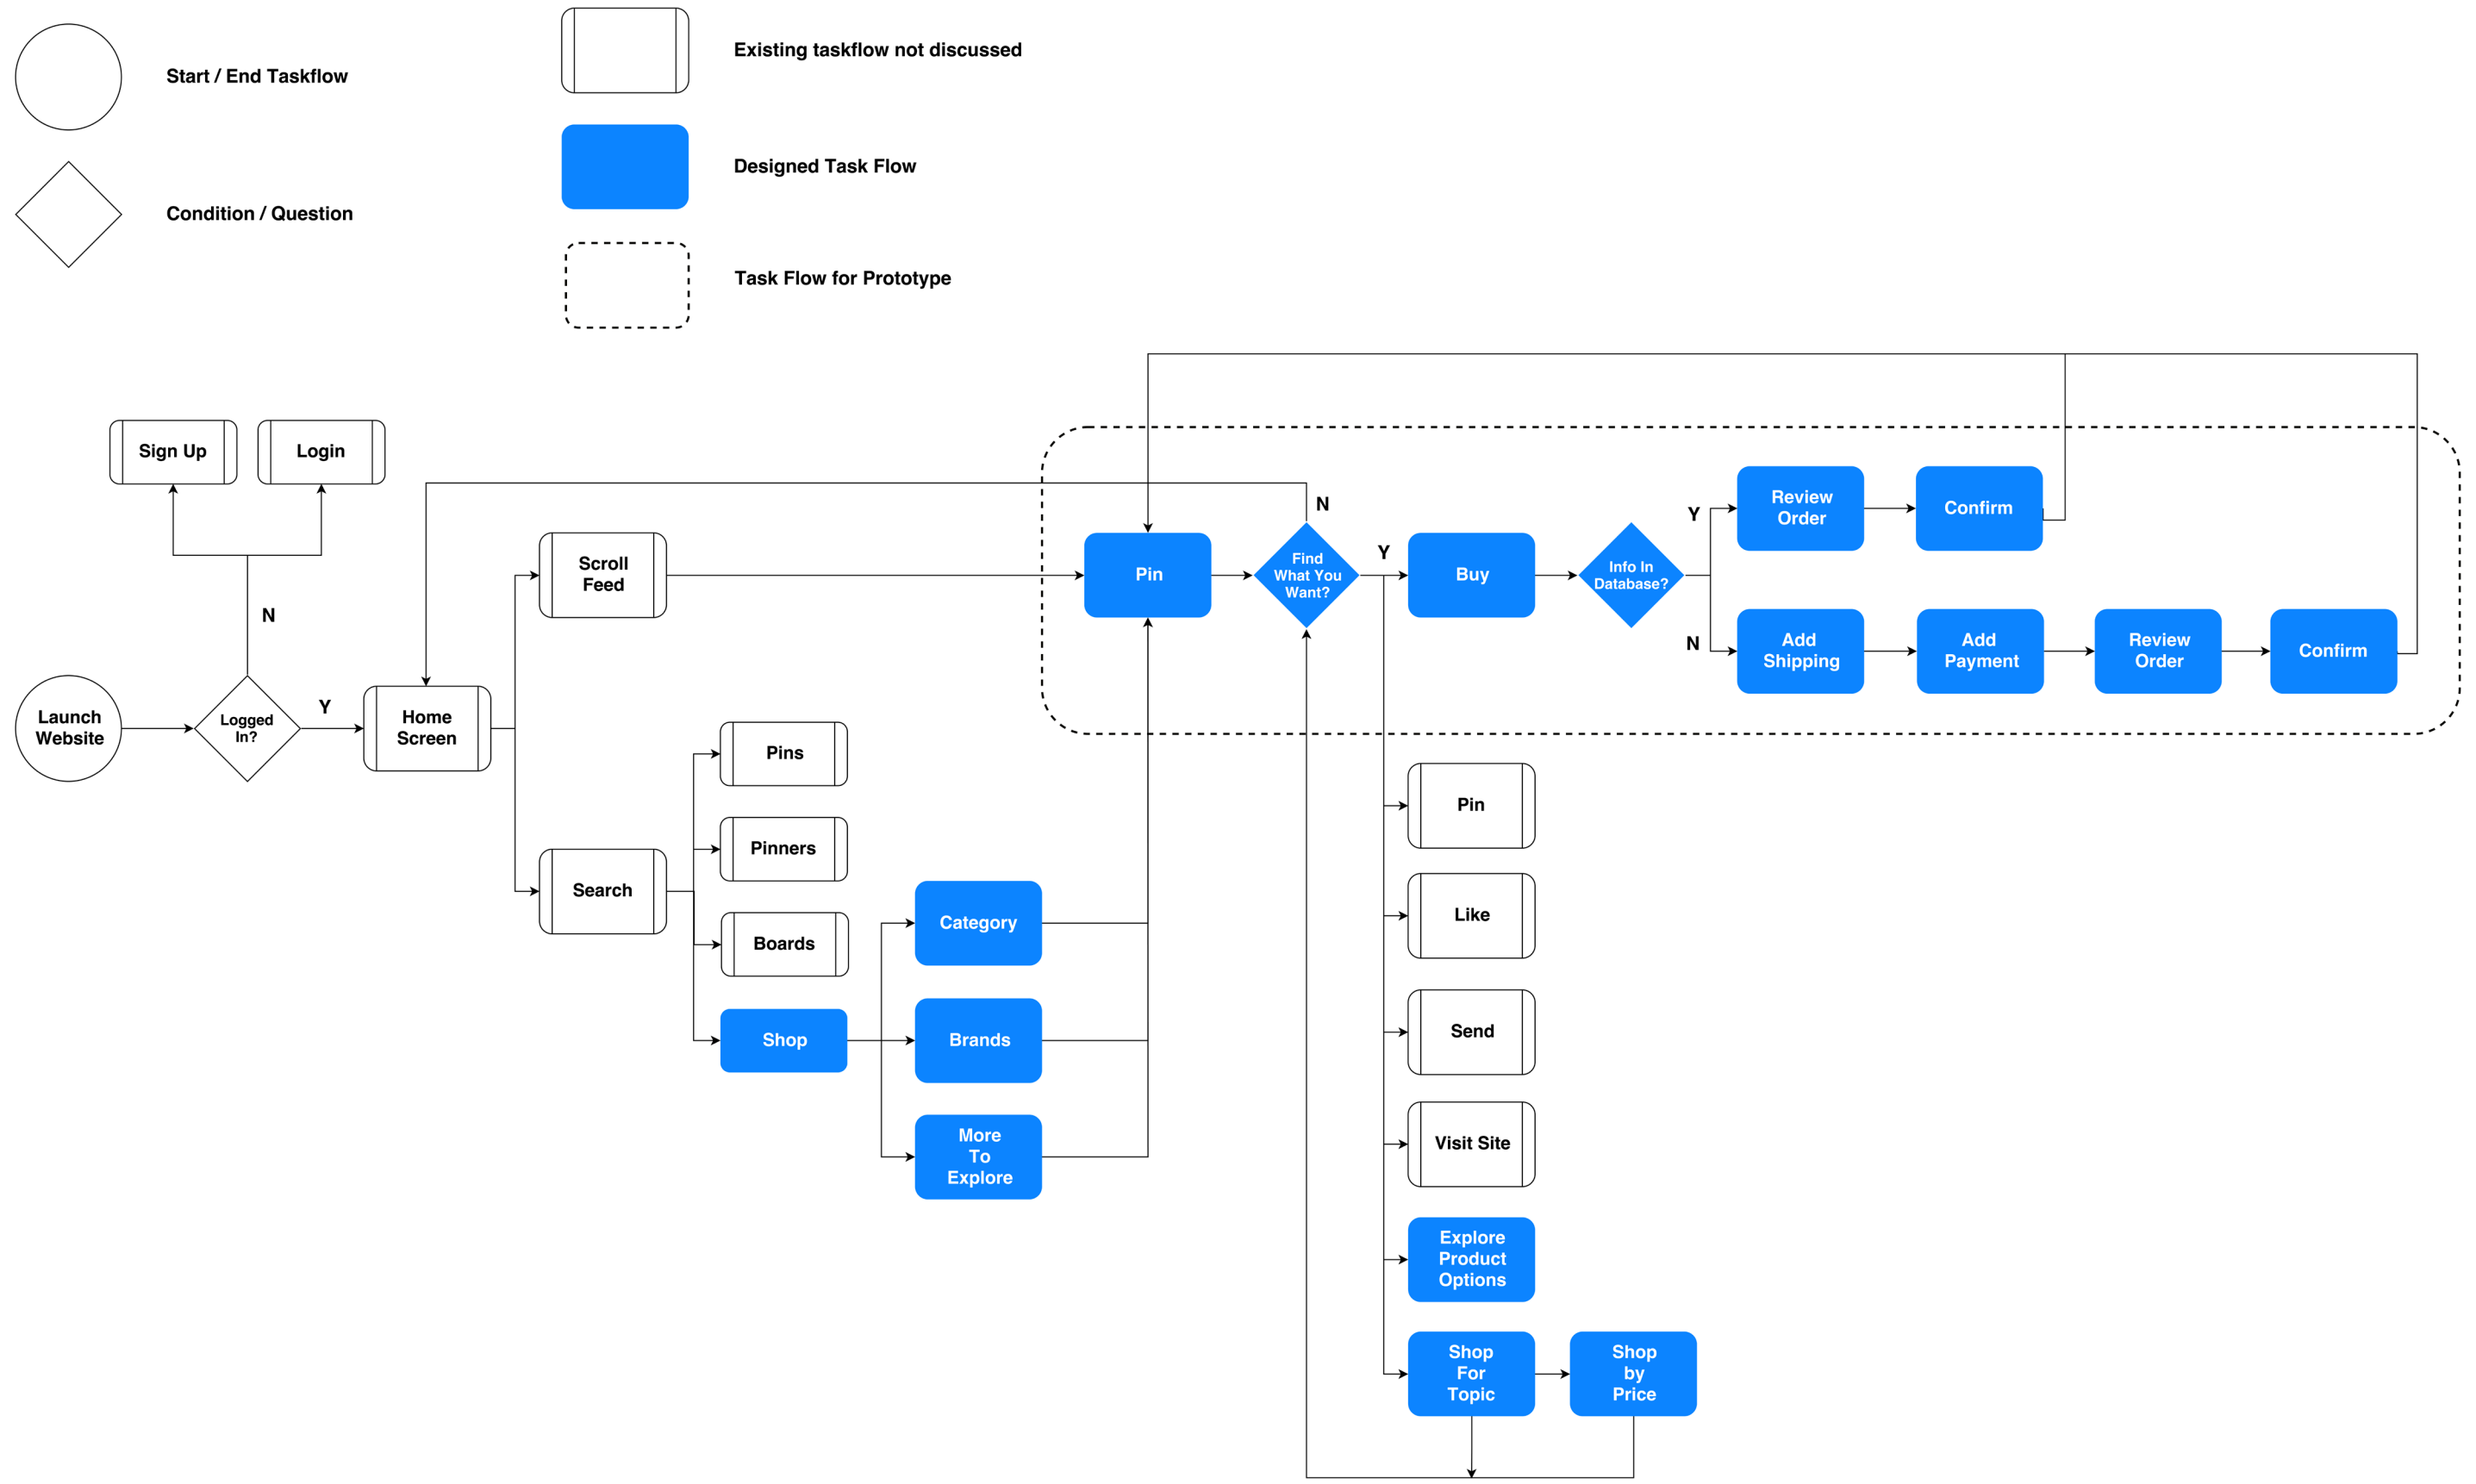 Start / End Taskflow
Condition / Question
Existing taskflow not discussed
Designed Task Flow
Task Flow for Prototype
Sign Up
Login
N
Launch
Website
Logged
In?
Y
Home
Screen
Scroll
Feed
Search
Pins
Pinners
Boards
Shop
Category
Brands
More
To
Explore
Pin
Find
What You
Want?
N
Y
Buy
Info In
Database?
Y
N
Review
Order
Confirm
Add
Shipping
Add
Payment
Review
Order
Confirm
Pin
Like
Send
Visit Site
Explore
Product
Options
Shop
For
Topic
Shop
by
Price